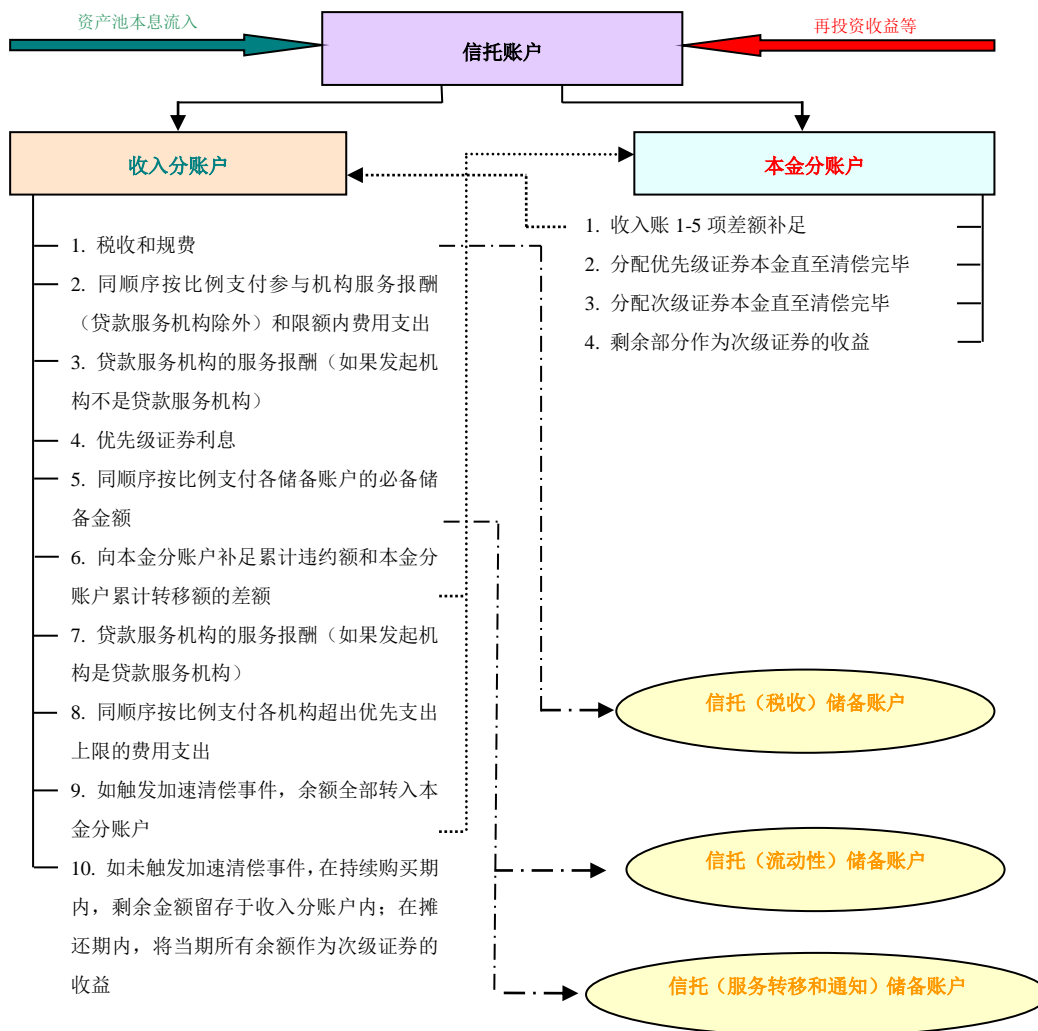 资产池本息流入
再投资收益等
信托账户
收入分账户
本金分账户
1. 税收和规费
2. 同顺序按比例支付参与机构服务报酬
（贷款服务机构除外）和限额内费用支出
3. 贷款服务机构的服务报酬（如果发起机
构不是贷款服务机构）
4. 优先级证券利息
5. 同顺序按比例支付各储备账户的必备储
备金额
6. 向本金分账户补足累计违约额和本金分
账户累计转移额的差额
7. 贷款服务机构的服务报酬（如果发起机
构是贷款服务机构）
8. 同顺序按比例支付各机构超出优先支出
上限的费用支出
9. 如触发加速清偿事件，余额全部转入本
金分账户
10. 如未触发加速清偿事件，在持续购买期
内，剩余金额留存于收入分账户内；在摊
还期内，将当期所有余额作为次级证券的
收益
1. 收入账 1-5 项差额补足
2. 分配优先级证券本金直至清偿完毕
3. 分配次级证券本金直至清偿完毕
4. 剩余部分作为次级证券的收益
信托（税收）储备账户
信托（流动性）储备账户
信托（服务转移和通知）储备账户